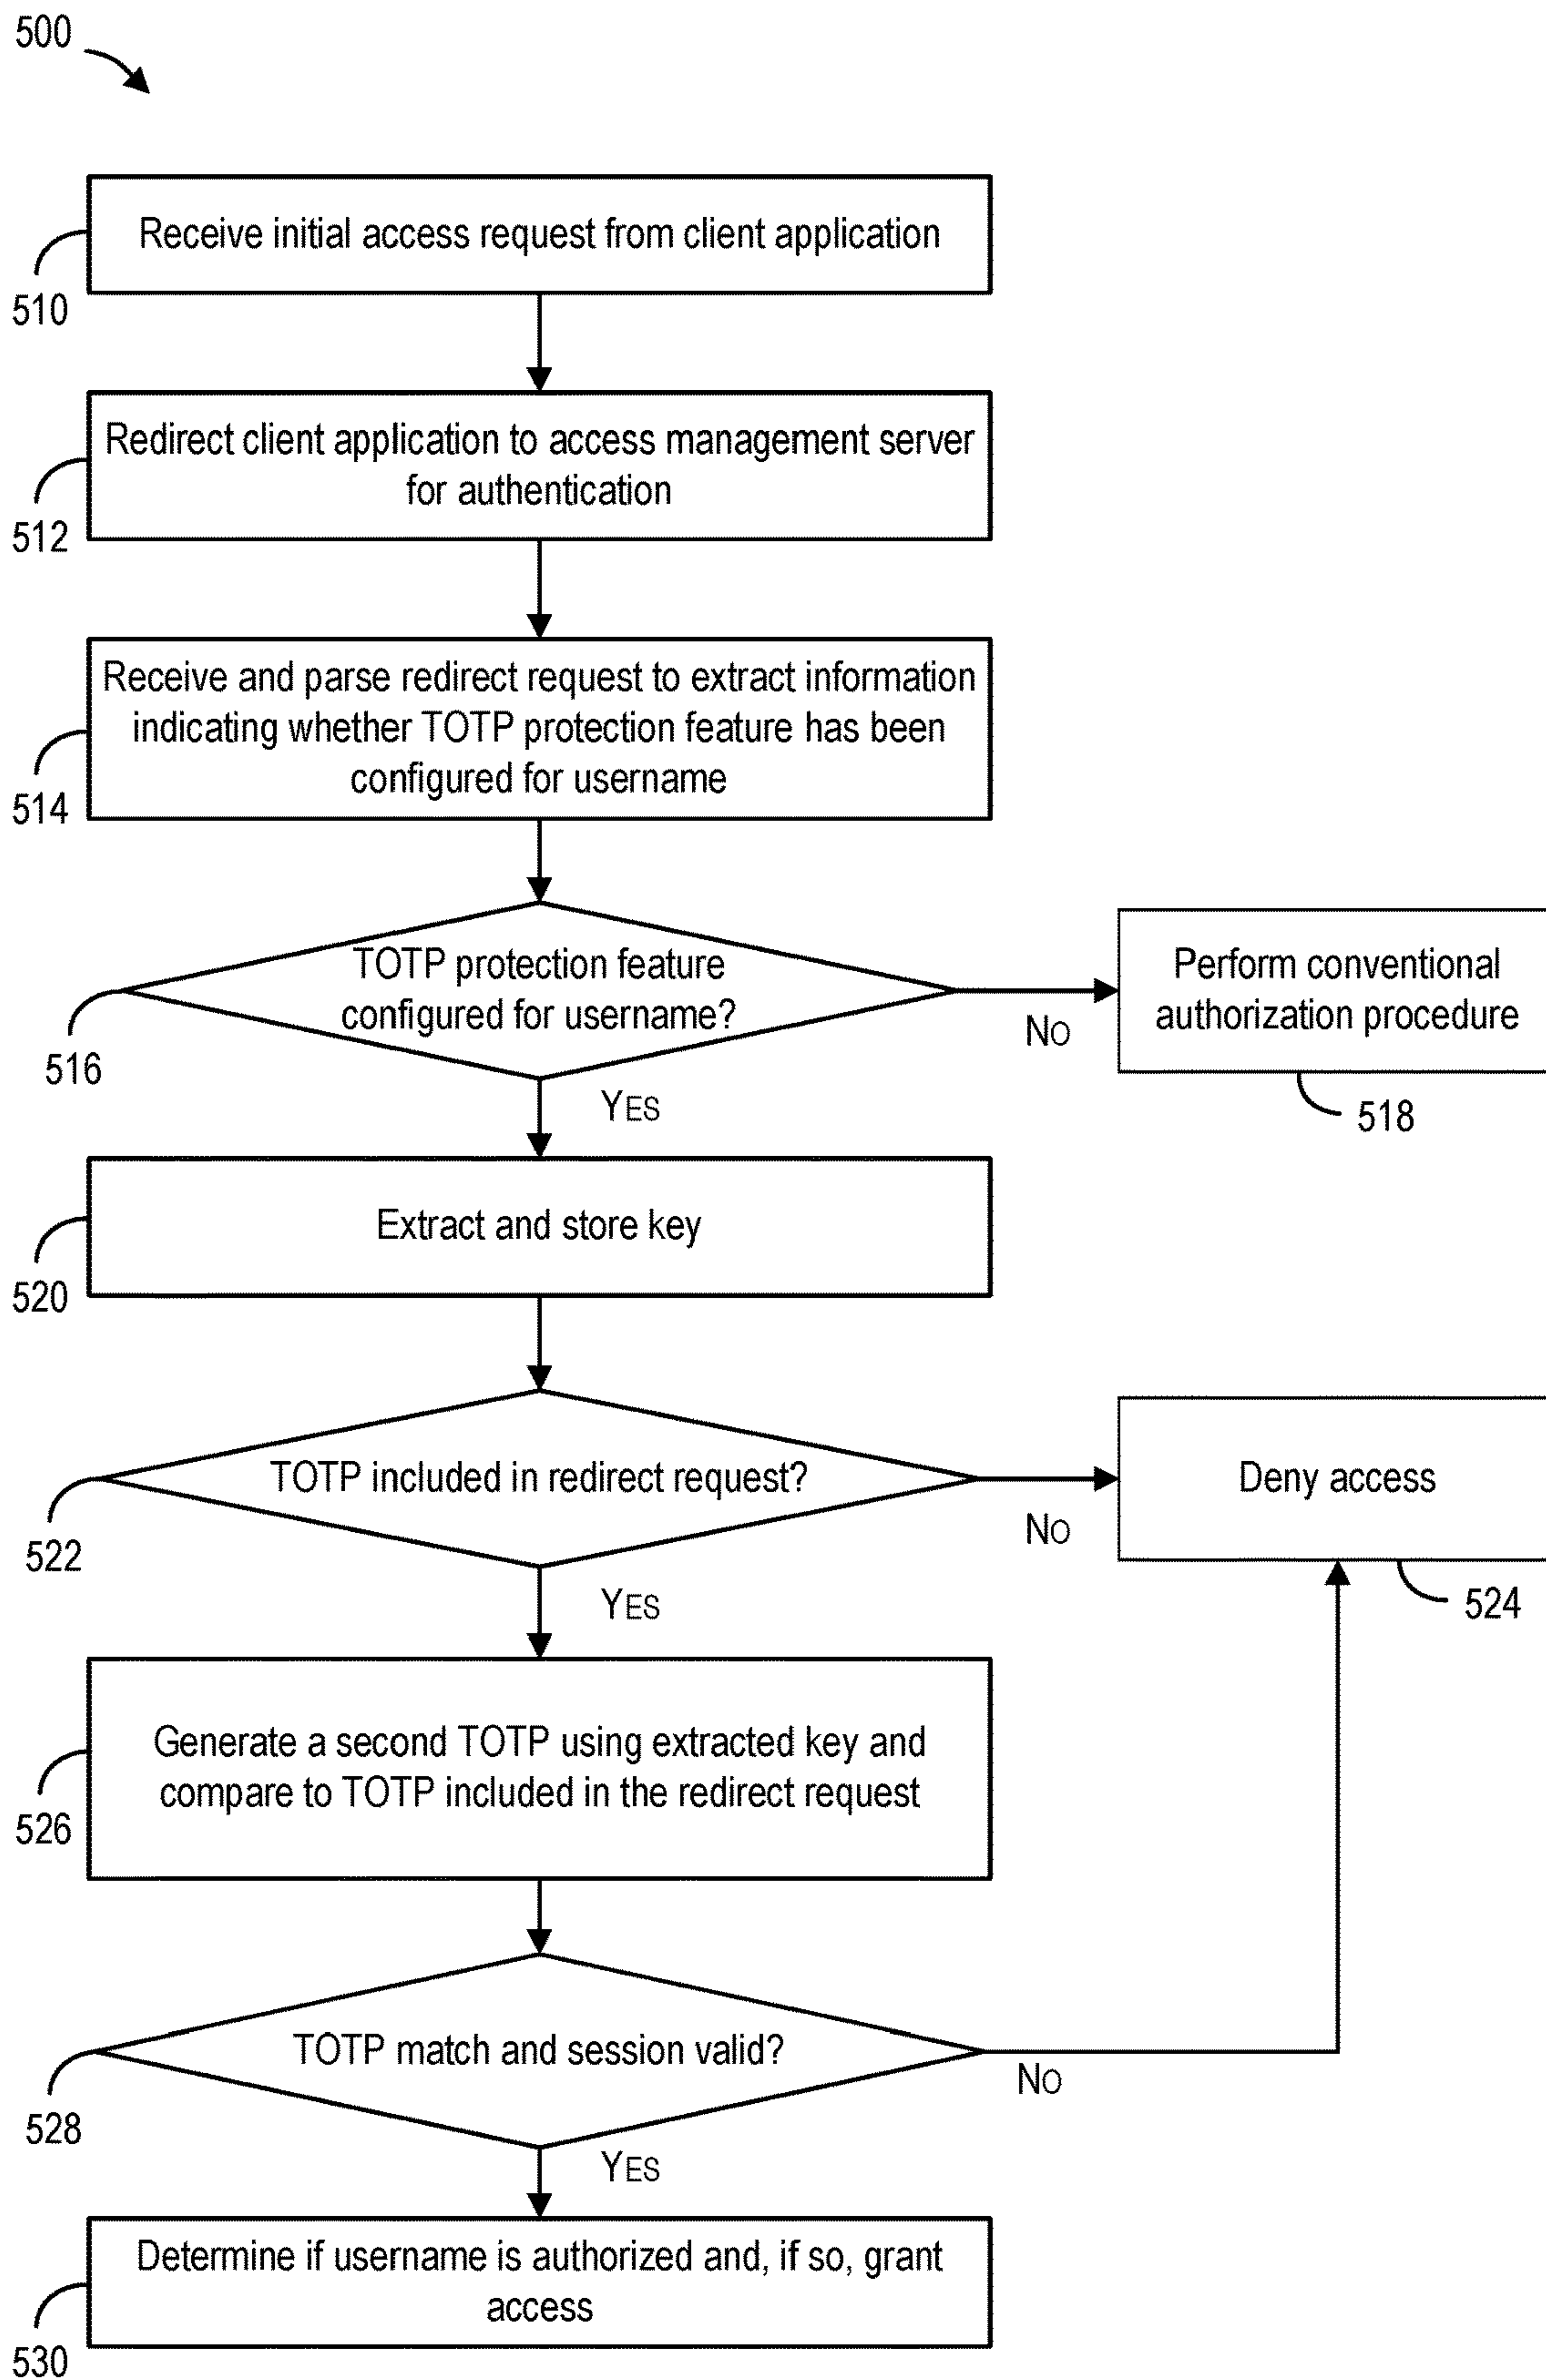 500
Receive initial access request from client application
510
Redirect client application to access management server
for authentication
512
Receive and parse redirect request to extract information
indicating whether TOTP protection feature has been
configured for username
514
TOTP protection feature
configured for username?
516
NO
Perform conventional
authorization procedure
518
YES
Extract and store key
520
TOTP included in redirect request?
522
NO
Deny access
524
YES
Generate a second TOTP using extracted key and
compare to TOTP included in the redirect request
526
TOTP match and session valid?
528
NO
YES
Determine if username is authorized and, if so, grant
access
530